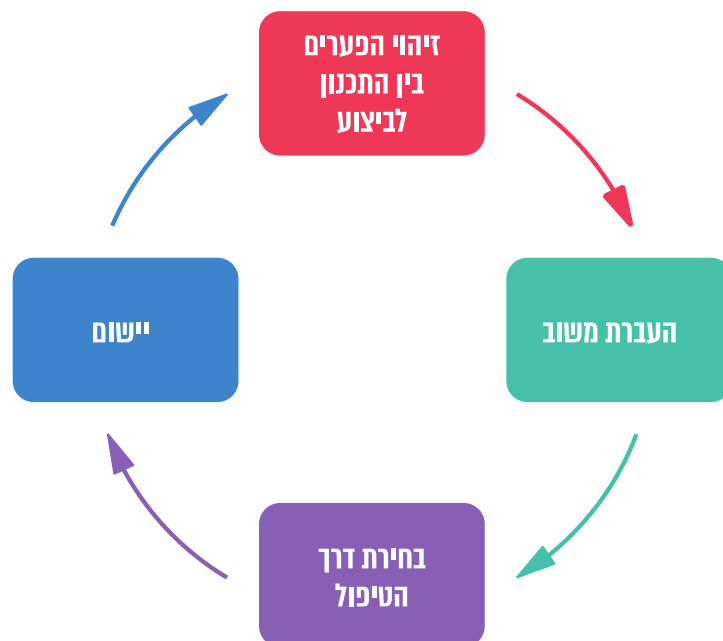 זיהוי הפערים
בין התכנון
לביצוע
העברת משוב
בחירת דרך
הטיפול
יישום